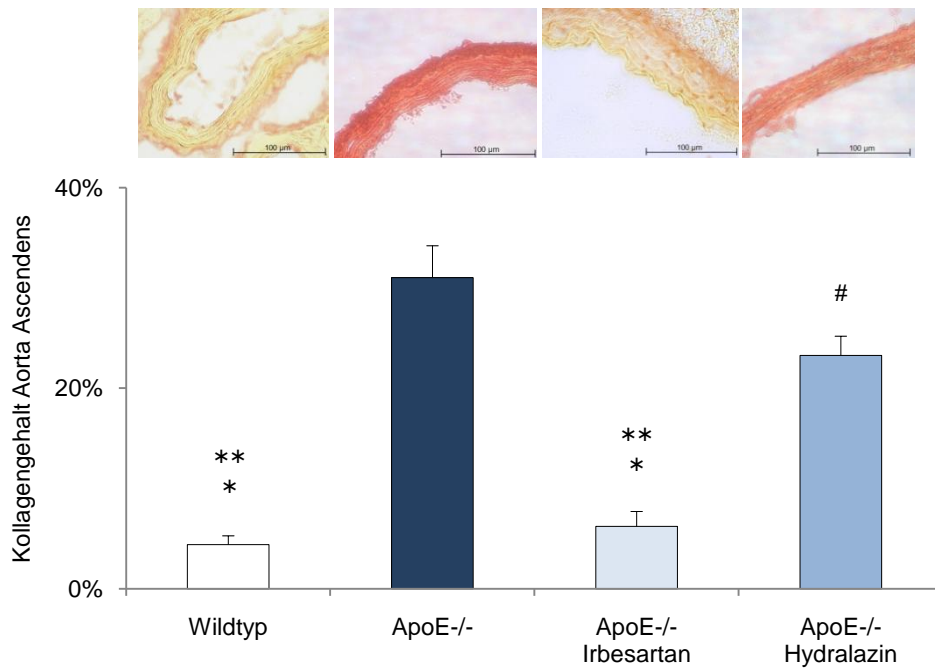 100 µm
100 µm
100 µm
100 µm
Kollagengehalt Aorta Ascendens
40%
20%
0%
**
*
**
*
#
Wildtyp
ApoE-/-
ApoE-/-
Irbesartan
ApoE-/-
Hydralazin